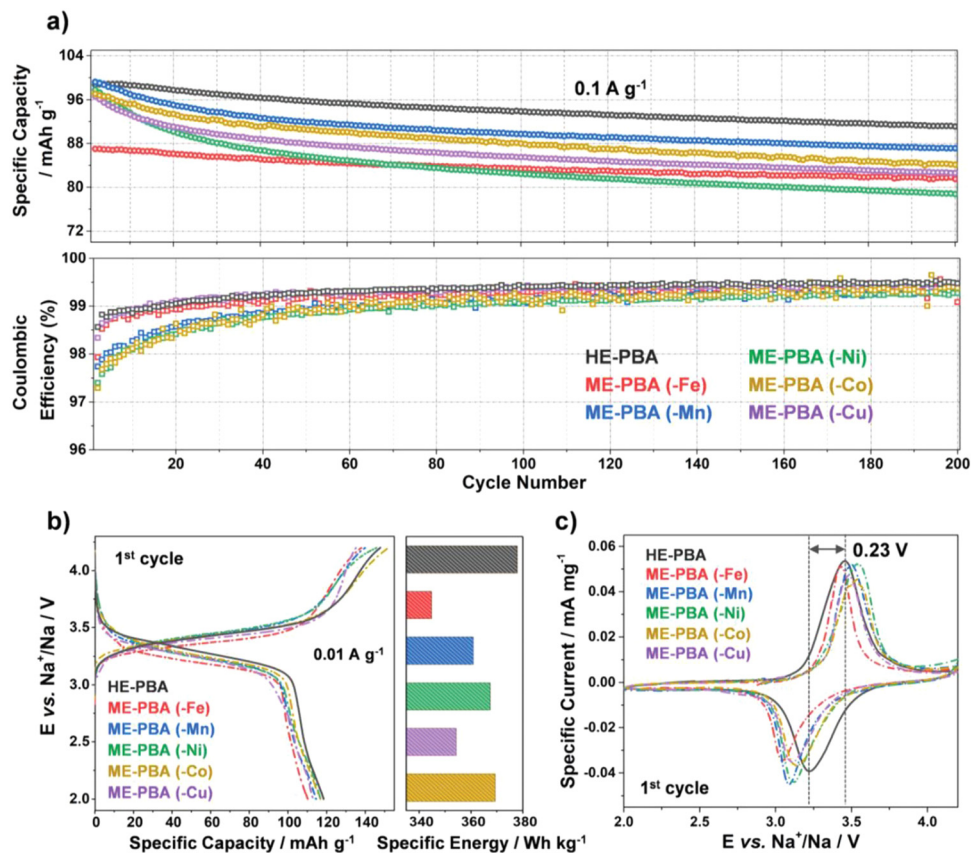 a)
104
96
88
80
72
Specific Capacity
/ mAh g⁻¹
0.1 A g⁻¹
100
99
98
97
96
Coulombic
Efficiency (%)
HE-PBA
ME-PBA (-Fe)
ME-PBA (-Mn)
ME-PBA (-Ni)
ME-PBA (-Co)
ME-PBA (-Cu)
20 40 60 80 100 120 140 160 180 200
Cycle Number
b)
1st cycle
4.0
3.5
3.0
2.5
2.0
E vs. Na⁺/Na / V
0.01 A g⁻¹
HE-PBA
ME-PBA (-Fe)
ME-PBA (-Mn)
ME-PBA (-Ni)
ME-PBA (-Co)
ME-PBA (-Cu)
0 20 40 60 80 100 120 140
Specific Capacity / mAh g⁻¹
340 350 360 370 380
Specific Energy / Wh kg⁻¹
c)
0.06
0.04
0.02
0.00
-0.02
-0.04
Specific Current / mA mg⁻¹
HE-PBA
ME-PBA (-Fe)
ME-PBA (-Mn)
ME-PBA (-Ni)
ME-PBA (-Co)
ME-PBA (-Cu)
0.23 V
1st cycle
2.0 2.5 3.0 3.5 4.0
E vs. Na⁺/Na / V